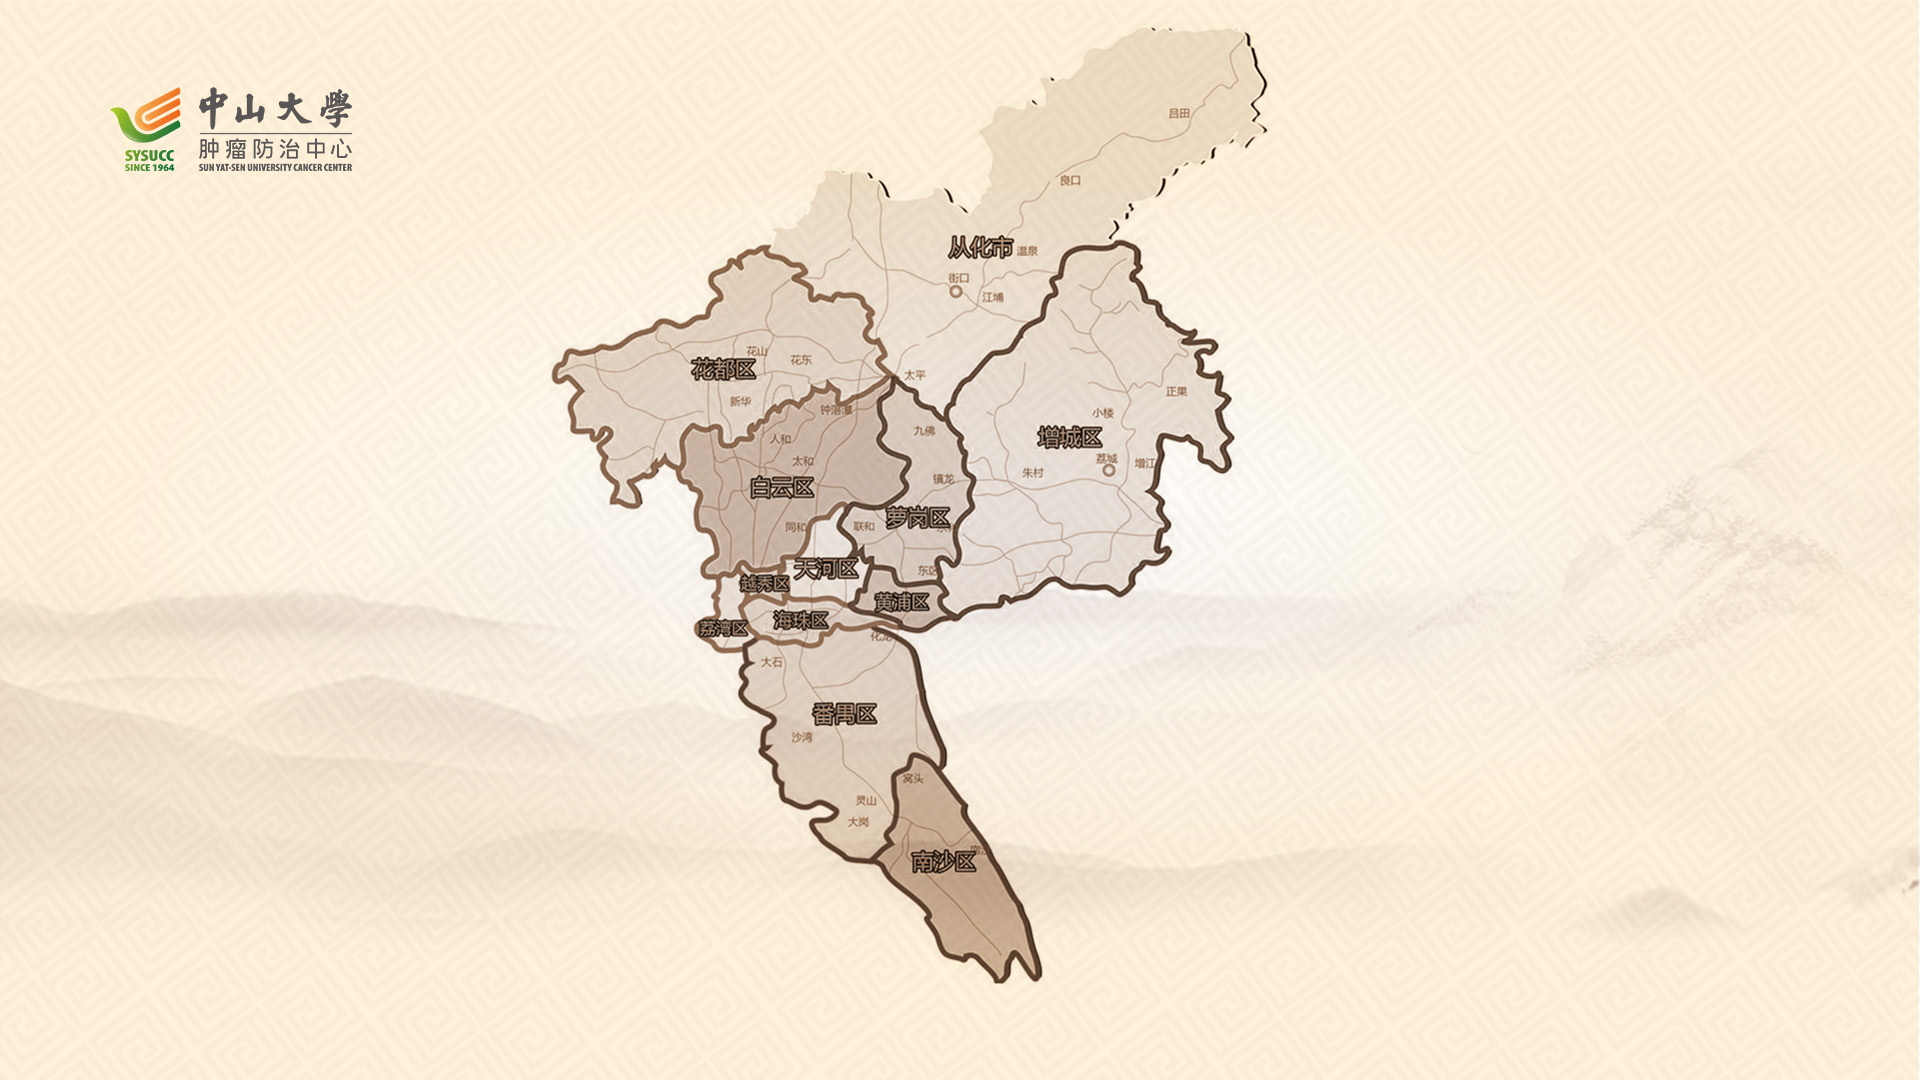 中山大學
肿瘤防治中心
SYSUCC
SINCE 1964
SUN YAT-SEN UNIVERSITY CANCER CENTER
吕田
良口
从化市
温泉
街口
江埔
花山
花都区
花东
太平
新华
钟落潭
正果
小楼
九佛
人和
增城区
太和
荔城
增江
朱村
镇龙
白云区
萝岗区
同和
联和
天河区
东区
越秀区
黄浦区
海珠区
荔湾区
化龙
大石
番禺区
沙湾
窝头
灵山
大岗
南沙区